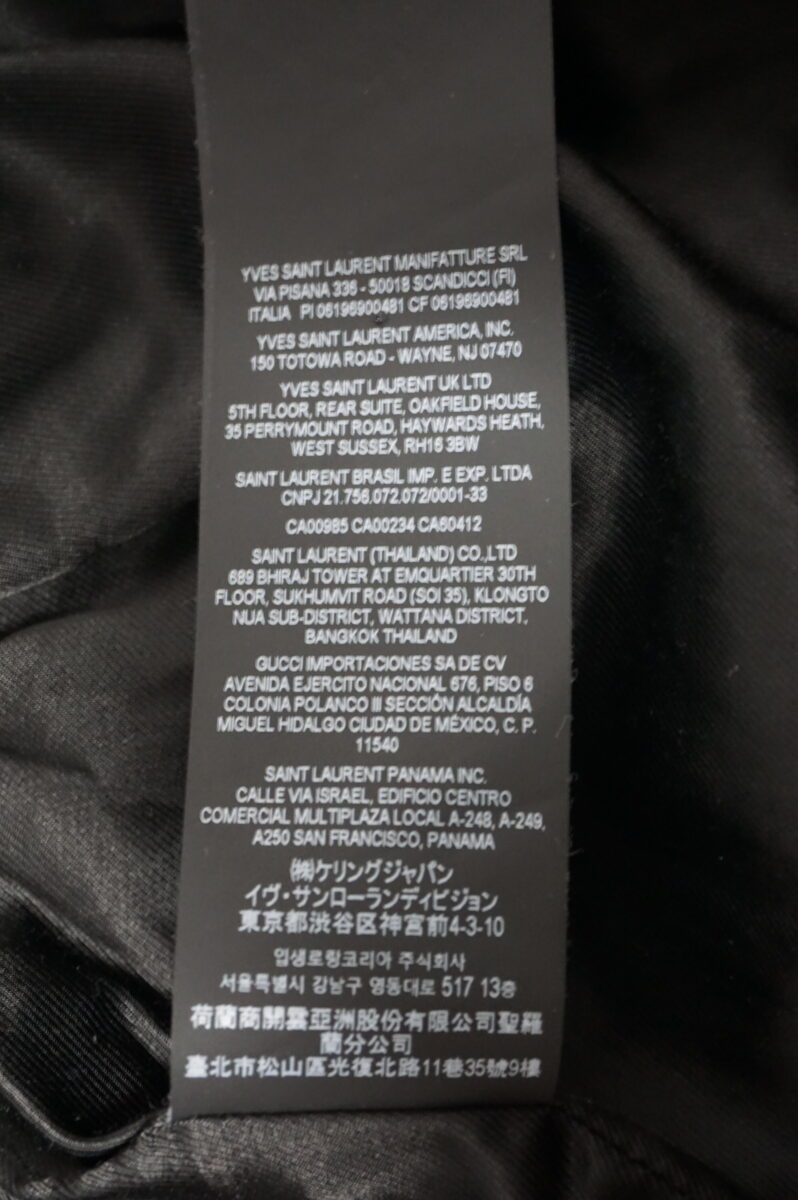 YVES SAINT LAURENT MANIFATTURE SRL
VIA PISANA 336 - 50018 SCANDICCI (FI)
ITALIA PI 06196900481 CF 06196900481
YVES SAINT LAURENT AMERICA, INC.
150 TOTOWA ROAD - WAYNE, NJ 07470
YVES SAINT LAURENT UK LTD
5TH FLOOR, REAR SUITE, OAKFIELD HOUSE,
35 PERRYMOUNT ROAD, HAYWARDS HEATH,
WEST SUSSEX, RH16 3BW
SAINT LAURENT BRASIL IMP. E EXP. LTDA
CNPJ 21.756.072.072/0001-33
CA00985 CA00234 CA60412
SAINT LAURENT (THAILAND) CO.,LTD
689 BHIRAJ TOWER AT EMQUARTIER 30TH
FLOOR, SUKHUMVIT ROAD (SOI 35), KLONGTO
NUA SUB-DISTRICT, WATTANA DISTRICT,
BANGKOK THAILAND
GUCCI IMPORTACIONES SA DE CV
AVENIDA EJERCITO NACIONAL 676, PISO 6
COLONIA POLANCO III SECCIÓN ALCALDÍA
MIGUEL HIDALGO CIUDAD DE MÉXICO, C. P.
11540
SAINT LAURENT PANAMA INC.
CALLE VIA ISRAEL, EDIFICIO CENTRO
COMERCIAL MULTIPLAZA LOCAL A-248, A-249,
A250 SAN FRANCISCO, PANAMA
(株)ケリングジャパン
イヴ・サンローランディビジョン
東京都渋谷区神宮前4-3-10
입생로랑코리아 주식회사
서울특별시 강남구 영동대로 517 13층
荷蘭商開雲亞洲股份有限公司聖羅
蘭分公司
臺北市松山區光復北路11巷35號9樓